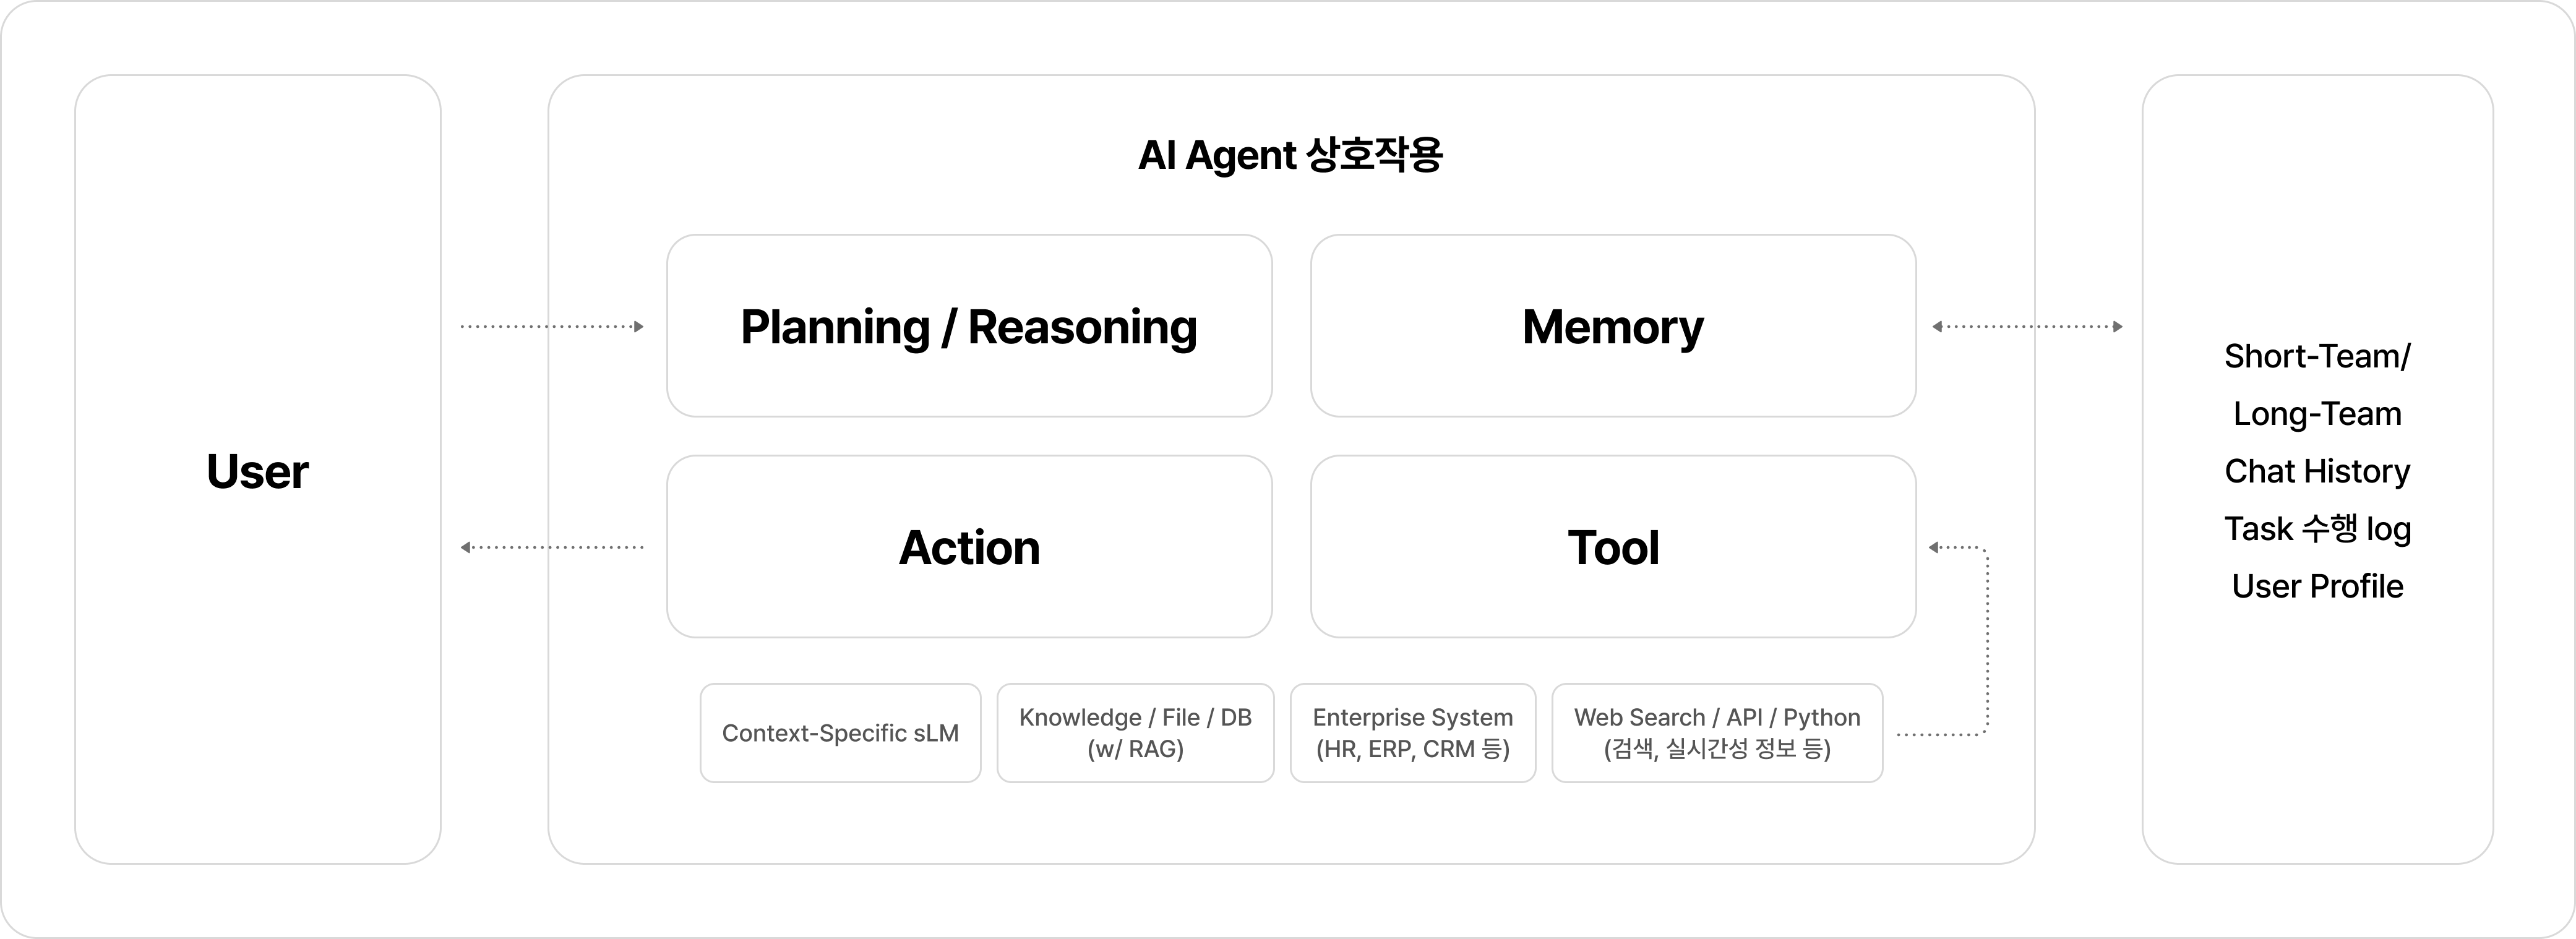 User
AI Agent 상호작용
Planning / Reasoning
Memory
Action
Tool
Context-Specific sLM
Knowledge / File / DB
(w/ RAG)
Enterprise System
(HR, ERP, CRM 등)
Web Search / API / Python
(검색, 실시간성 정보 등)
Short-Team/
Long-Team
Chat History
Task 수행 log
User Profile